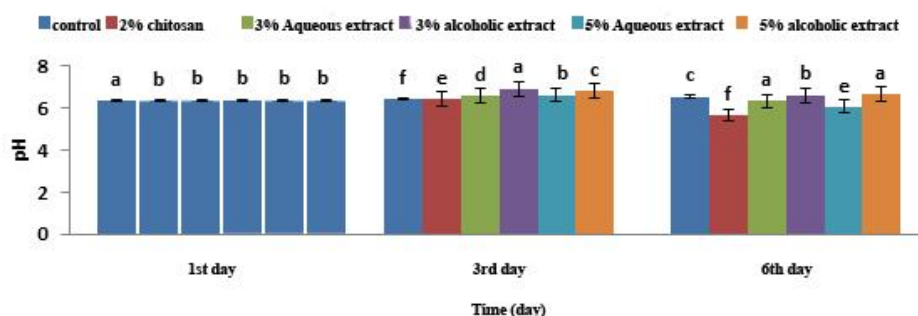 control 2% chitosan 3% Aqueous extract 3% alcoholic extract 5% Aqueous extract 5% alcoholic extract
8
a b b b b b f e d a b c c f a b e a
6
pH
4
2
0
1st day 3rd day 6th day
Time (day)